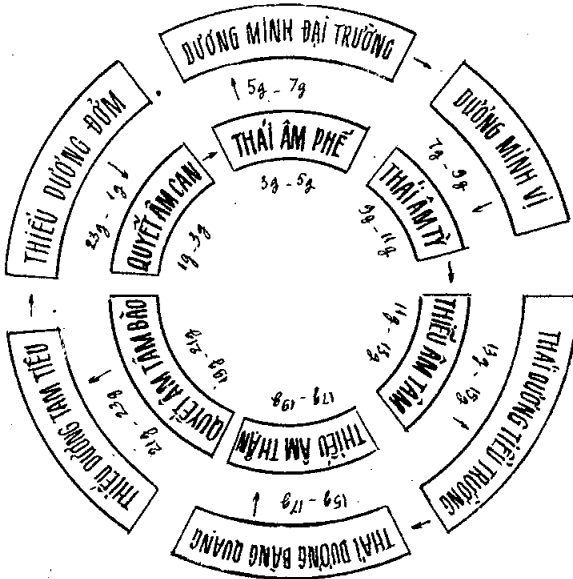 DƯƠNG MINH ĐẠI TRƯỜNG
5g - 7g
DƯƠNG MINH VỊ
7g - 9g
THÁI ÂM PHẾ
3g - 5g
THÁI ÂM TỲ
9g - 11g
THIẾU ÂM TÂM
11g - 13g
THÁI DƯƠNG TIỂU TRƯỜNG
13g - 15g
THÁI DƯƠNG BÀNG QUANG
15g - 17g
THIẾU ÂM THẬN
17g - 19g
QUYẾT ÂM TÂM BÀO
19g - 21g
THIẾU DƯƠNG TAM TIÊU
21g - 23g
THIẾU DƯƠNG ĐỞM
23g - 1g
QUYẾT ÂM CAN
1g - 3g